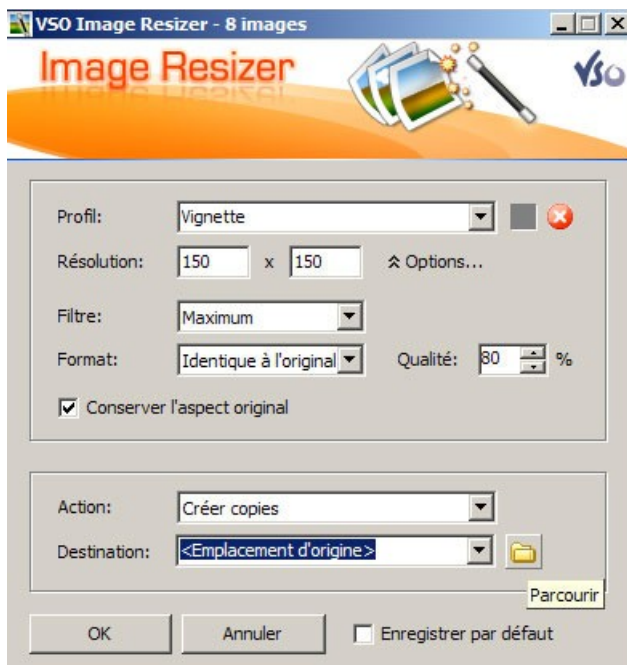 VSO Image Resizer - 8 images
Image Resizer
VSO
Profil: Vignette
Résolution: 150 x 150 Options...
Filtre: Maximum
Format: Identique à l'original Qualité: 80 %
Conserver l'aspect original
Action: Créer copies
Destination: <Emplacement d'origine>
Parcourir
OK Annuler Enregistrer par défaut